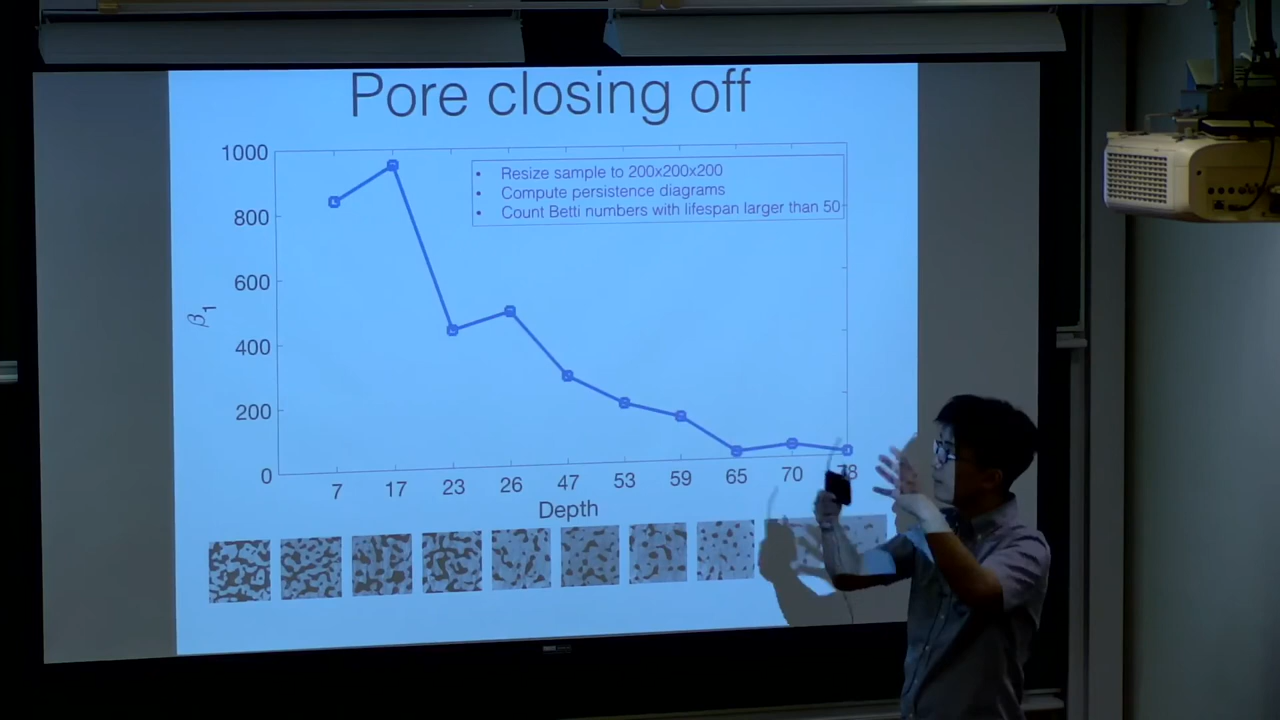 Pore closing off
1000
800
600
400
200
0
β1
• Resize sample to 200x200x200
• Compute persistence diagrams
• Count Betti numbers with lifespan larger than 50
7 17 23 26 47 53 59 65 70 78
Depth